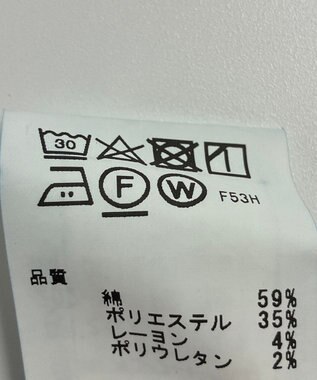 30
F W F53H
品質
綿 59%
ポリエステル 35%
レーヨン 4%
ポリウレタン 2%